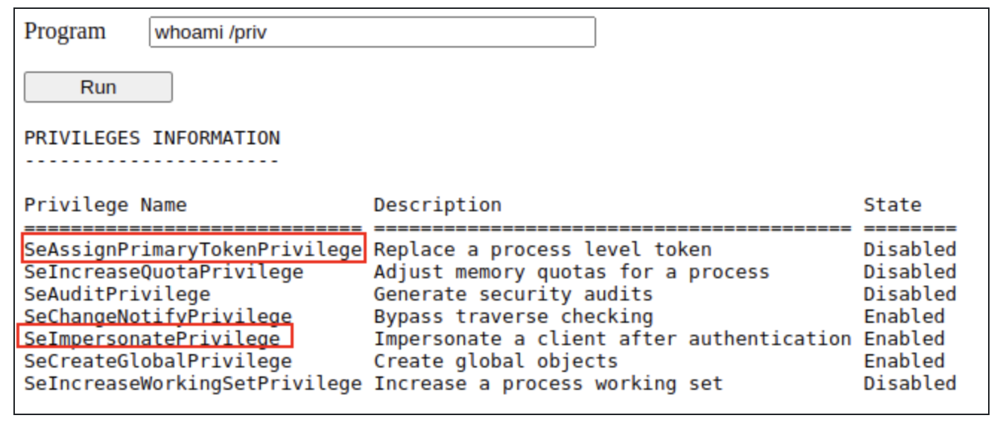 Program whoami /priv
Run
PRIVILEGES INFORMATION
----------------------
Privilege Name Description State
============================= ========================================= ========
SeAssignPrimaryTokenPrivilege Replace a process level token Disabled
SeIncreaseQuotaPrivilege Adjust memory quotas for a process Disabled
SeAuditPrivilege Generate security audits Disabled
SeChangeNotifyPrivilege Bypass traverse checking Enabled
SeImpersonatePrivilege Impersonate a client after authentication Enabled
SeCreateGlobalPrivilege Create global objects Enabled
SeIncreaseWorkingSetPrivilege Increase a process working set Disabled